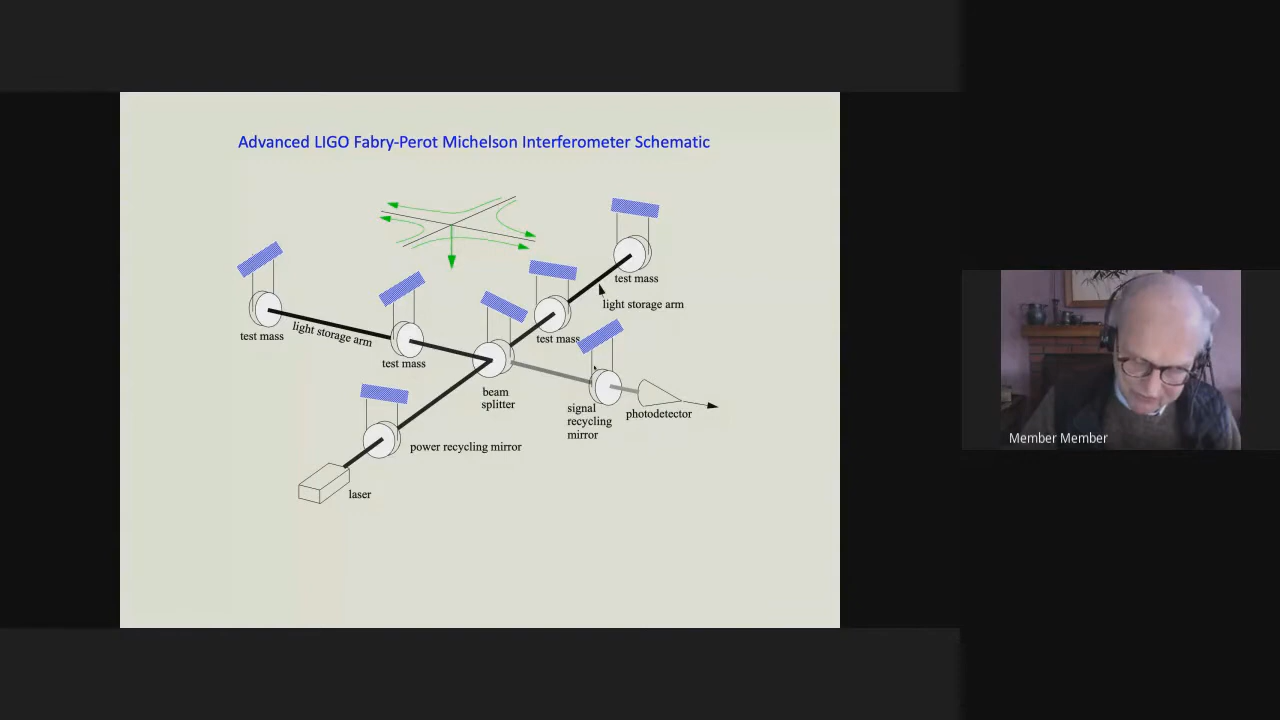 Advanced LIGO Fabry-Perot Michelson Interferometer Schematic
test mass
light storage arm
test mass
light storage arm
test mass
test mass
beam
splitter
signal
recycling
mirror
photodetector
power recycling mirror
laser
Member Member